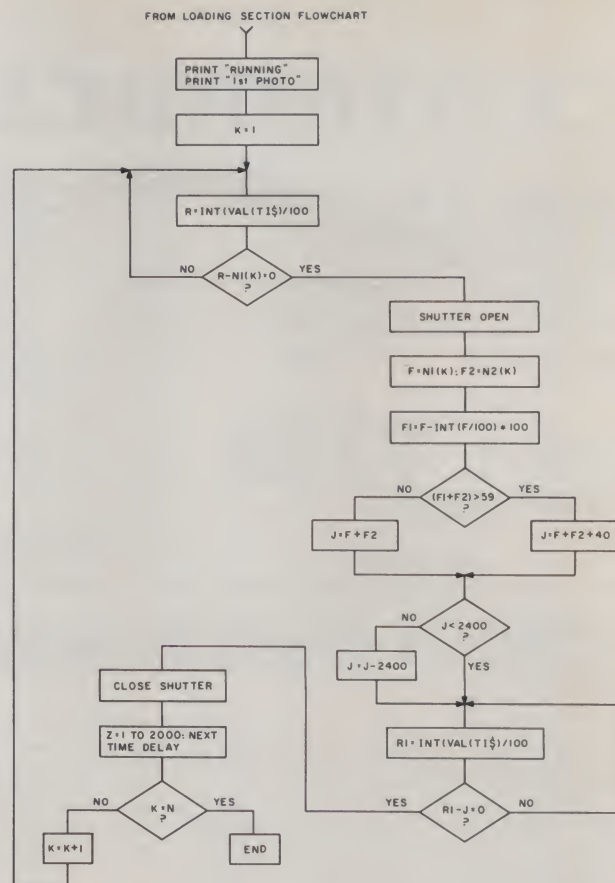 FROM LOADING SECTION FLOWCHART
PRINT "RUNNING"
PRINT "1st PHOTO"
K=1
R=INT(VAL(TI$)/100
NO
R-N1(K)=0
?
YES
SHUTTER OPEN
F=N1(K):F2=N2(K)
F1=F-INT(F/100)*100
NO
(F1+F2)>59
?
YES
J=F+F2
J=F+F2+40
NO
J<2400
?
J=J-2400
YES
CLOSE SHUTTER
Z=1 TO 2000:NEXT
TIME DELAY
R1=INT(VAL(TI$)/100
NO
K=N
?
YES
YES
R1-J=0
?
NO
K=K+1
END